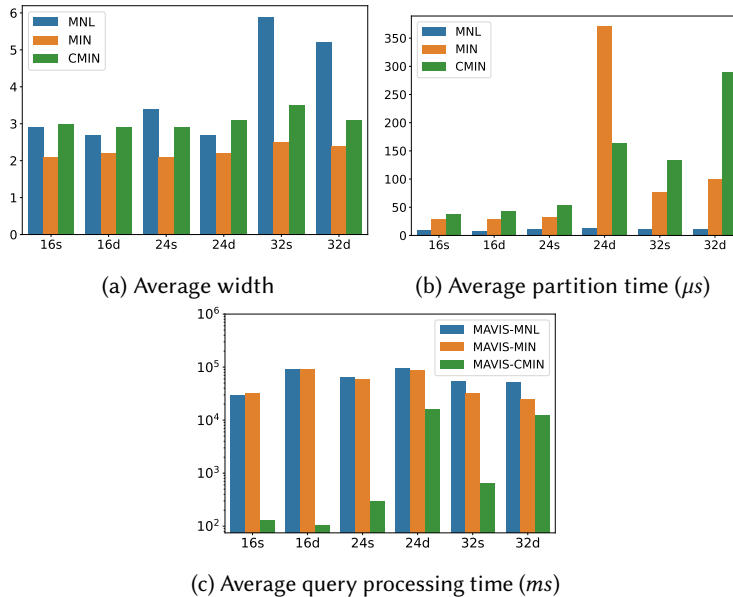 6
5
4
3
2
1
0
MNL
MIN
CMIN
16s 16d 24s 24d 32s 32d
(a) Average width
350
300
250
200
150
100
50
0
MNL
MIN
CMIN
16s 16d 24s 24d 32s 32d
(b) Average partition time (μs)
10^6
10^5
10^4
10^3
10^2
MAVIS-MNL
MAVIS-MIN
MAVIS-CMIN
16s 16d 24s 24d 32s 32d
(c) Average query processing time (ms)